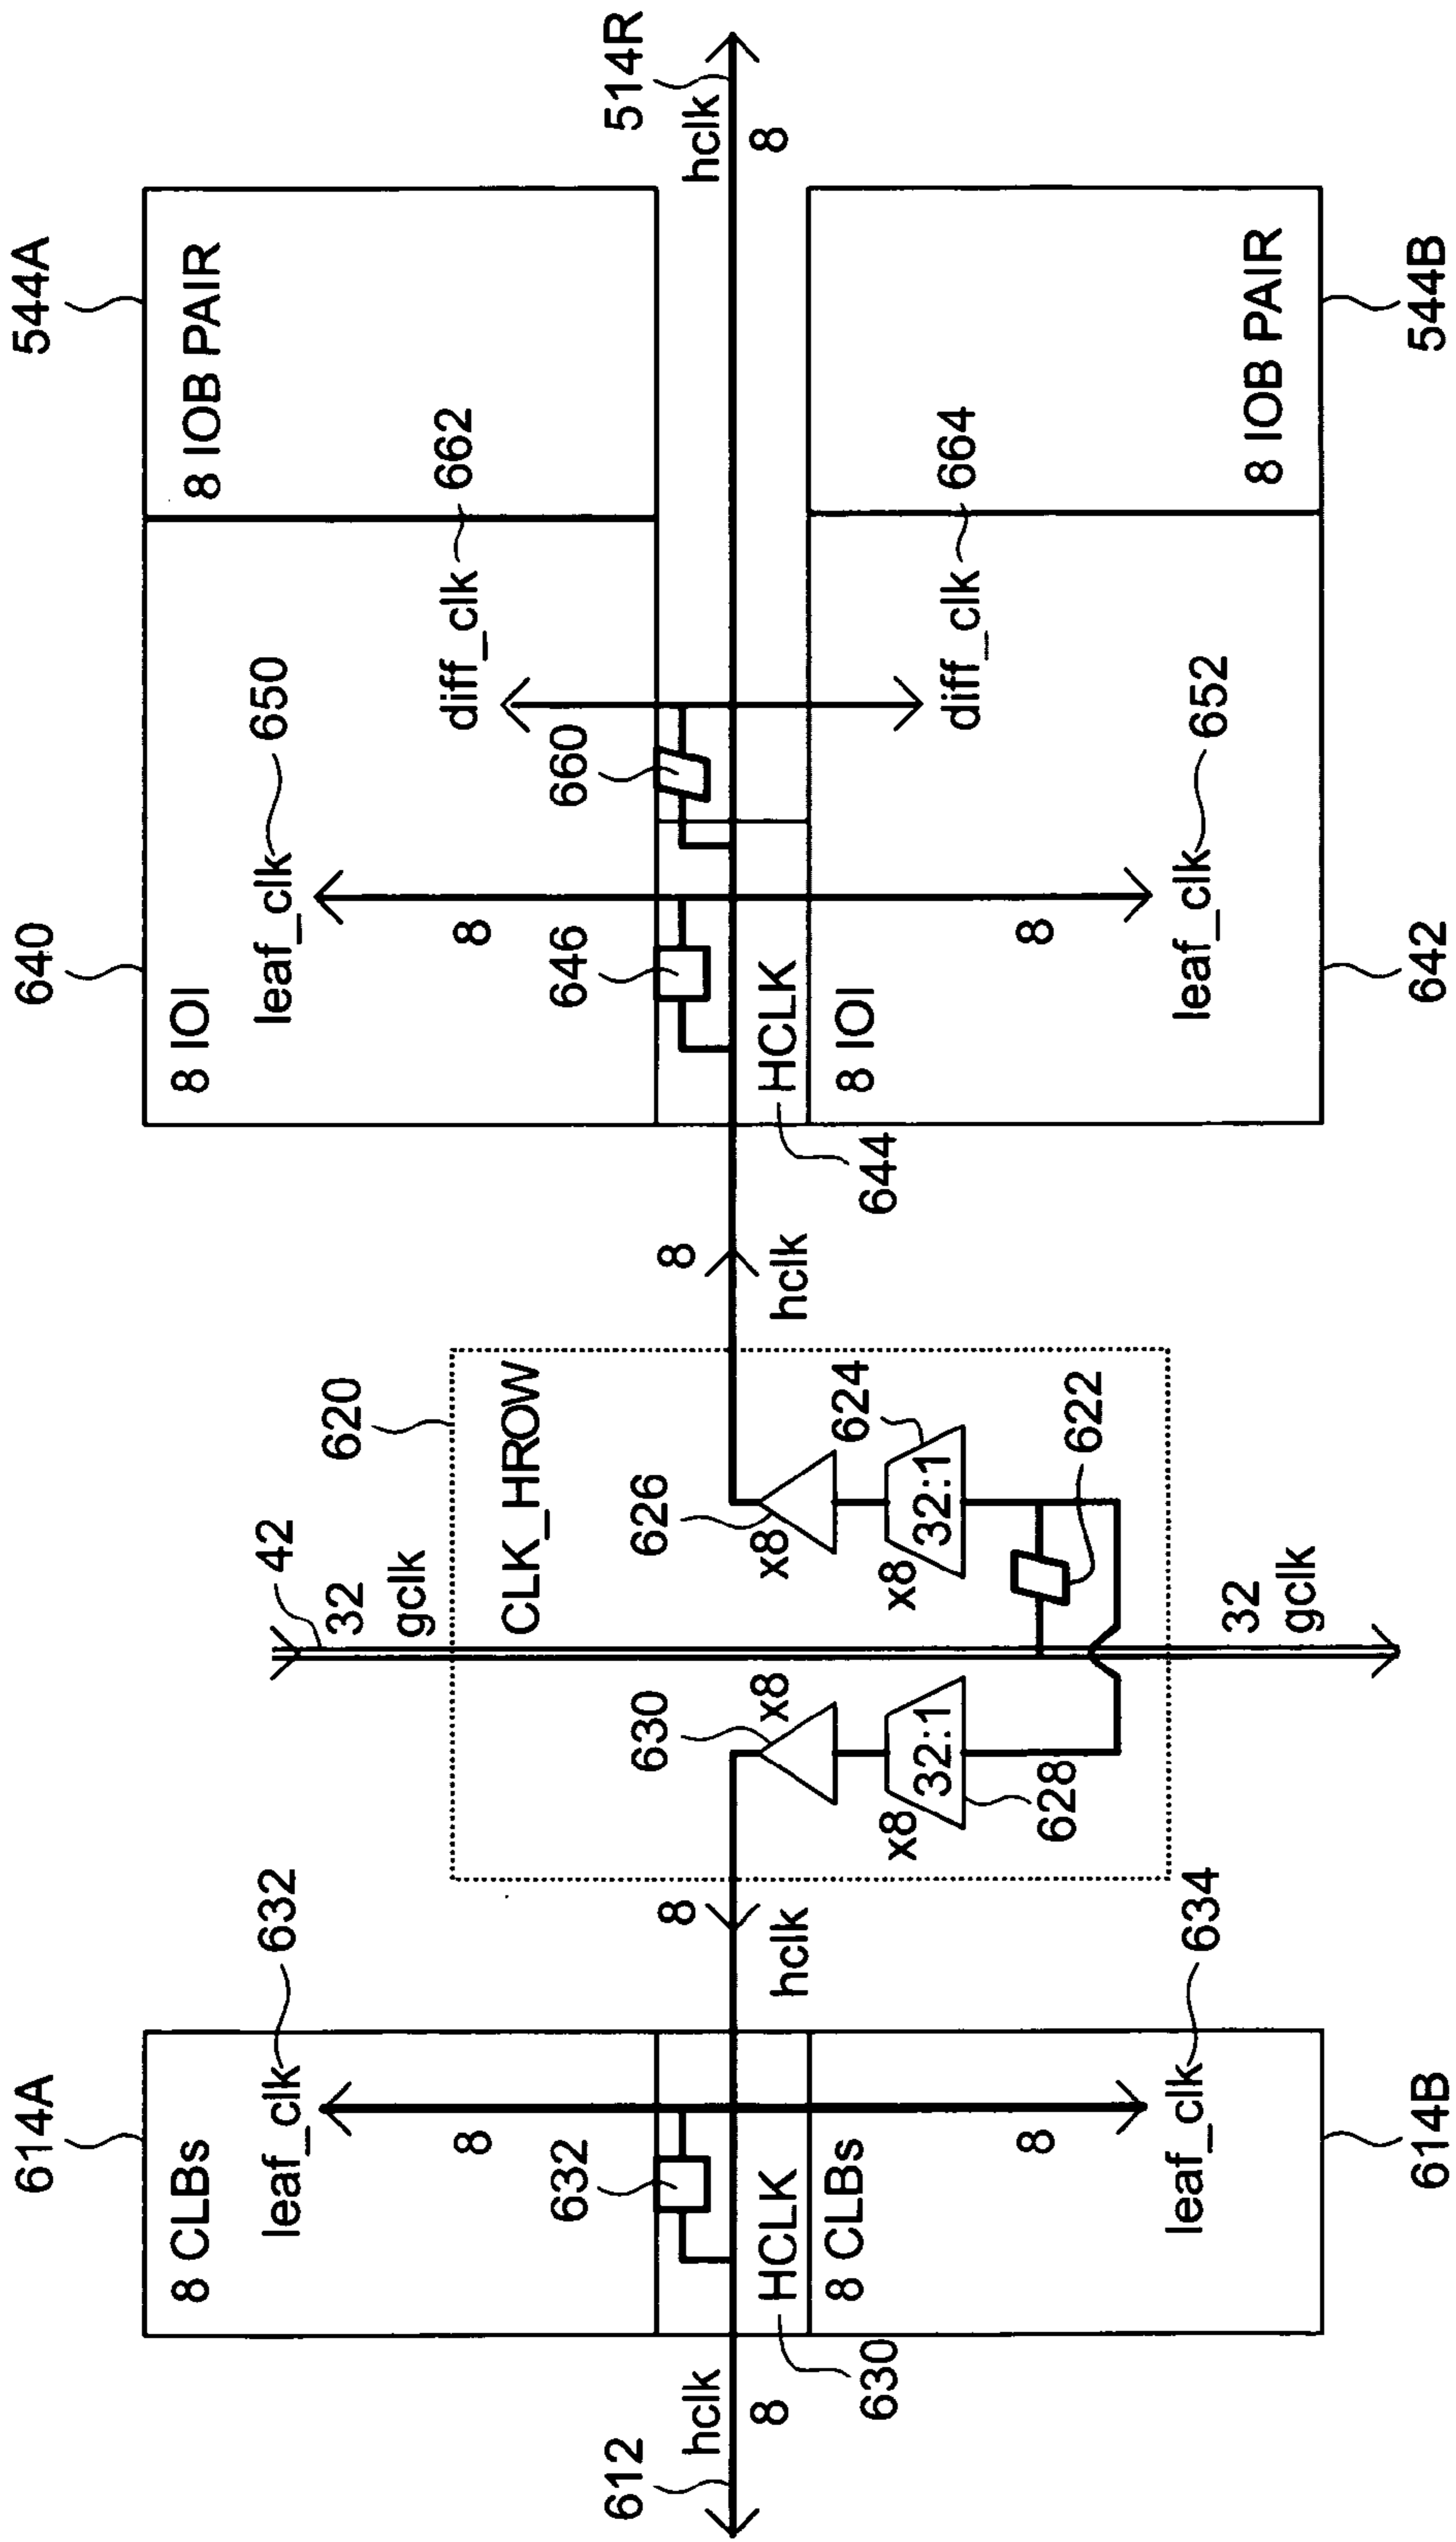 614A
8 CLBs
leaf_clk
632
8
632
612
hclk
8
HCLK
630
8 CLBs
8
leaf_clk
634
614B
8
hclk
620
CLK_HROW
42
32
gclk
630
x8
626
x8
x8
32:1
628
x8
32:1
624
622
32
gclk
8
hclk
640
8 IOI
leaf_clk
650
8
646
HCLK
644
8 IOI
8
leaf_clk
652
642
660
diff_clk
662
diff_clk
664
544A
8 IOB PAIR
8 IOB PAIR
544B
514R
hclk
8